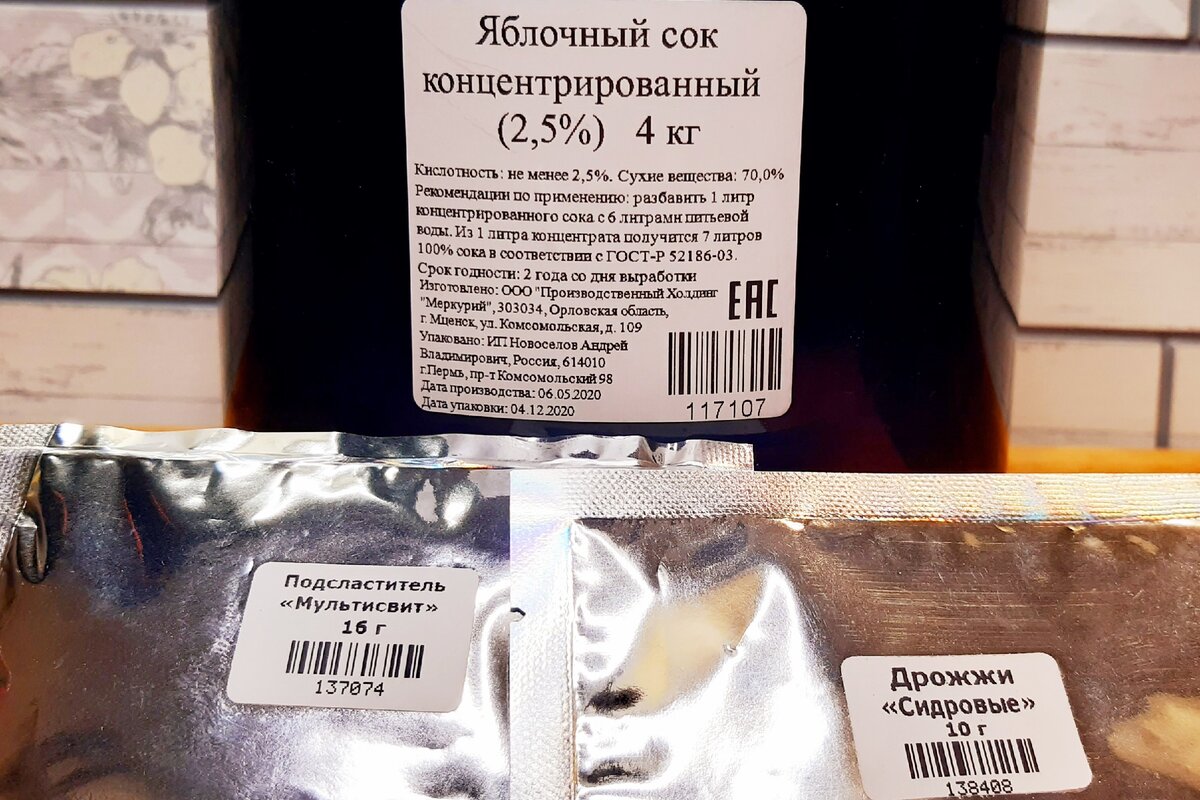 Яблочный сок
концентрированный
(2,5%) 4 кг
Кислотность: не менее 2,5%. Сухие вещества: 70,0%
Рекомендации по применению: разбавить 1 литр
концентрированного сока с 6 литрами питьевой
воды. Из 1 литра концентрата получится 7 литров
100% сока в соответствии с ГОСТ-Р 52186-03.
Срок годности: 2 года со дня выработки
Изготовлено: ООО "Производственный Холдинг
"Меркурий", 303034, Орловская область,
г. Мценск, ул. Комсомольская, д. 109
Упаковано: ИП Новоселов Андрей
Владимирович, Россия, 614010
г.Пермь, пр-т Комсомольский 98
Дата производства: 06.05.2020
Дата упаковки: 04.12.2020
EAC
117107
Подсластитель
«Мультисвит»
16 г
137074
Дрожжи
«Сидровые»
10 г
138408